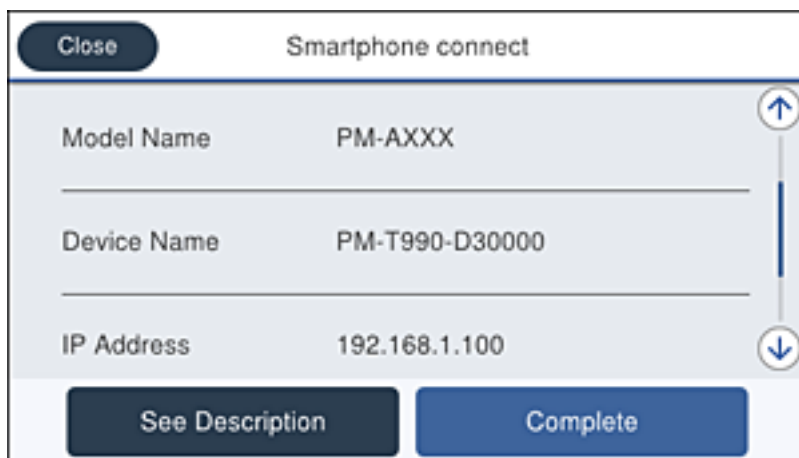 Close
Smartphone connect
Model Name PM-AXXX
Device Name PM-T990-D30000
IP Address 192.168.1.100
See Description
Complete